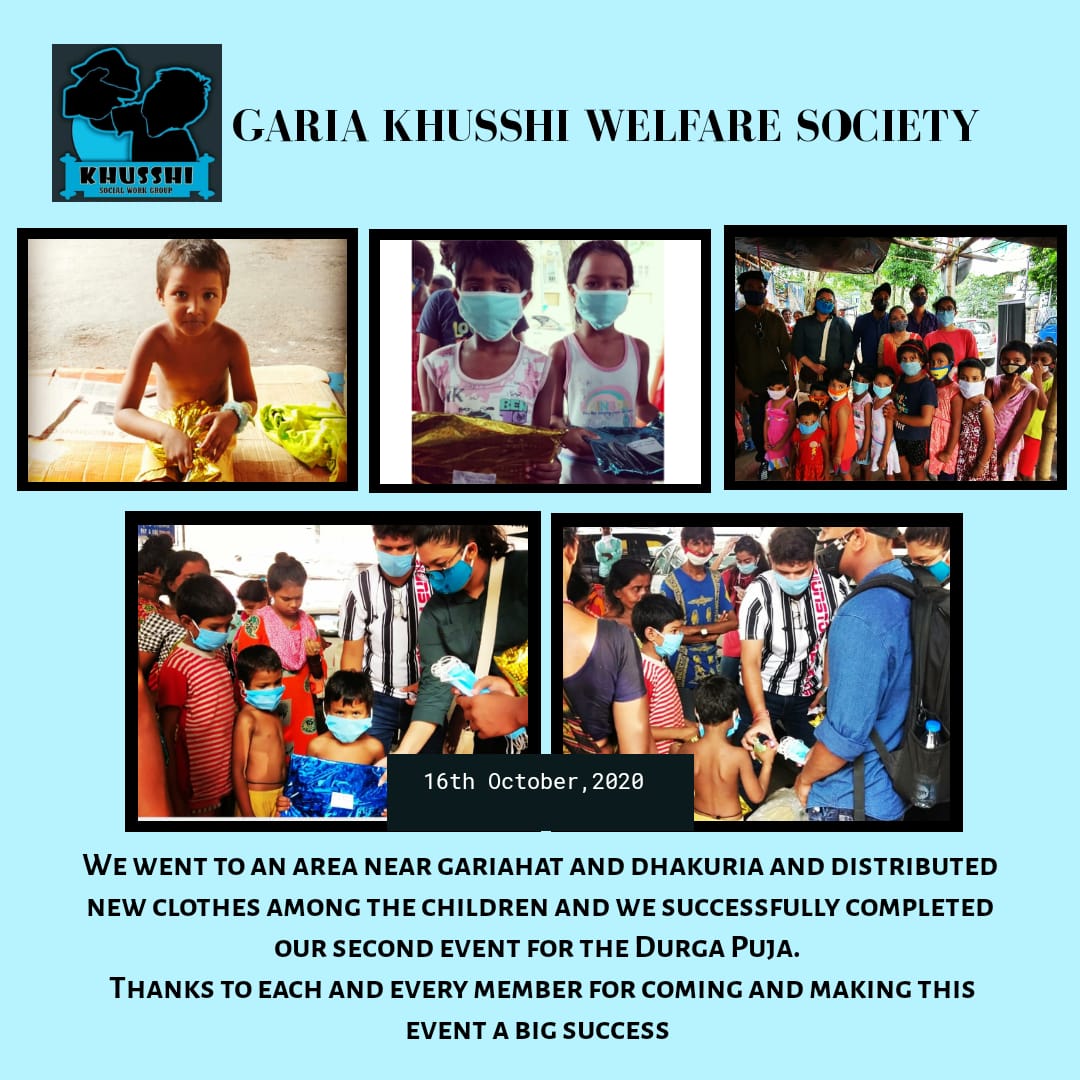 KHUSSHI
SOCIAL WORK GROUP
GARIA KHUSSHI WELFARE SOCIETY
16th October,2020
We went to an area near gariahat and dhakuria and distributed
new clothes among the children and we successfully completed
our second event for the Durga Puja.
Thanks to each and every member for coming and making this
event a big success